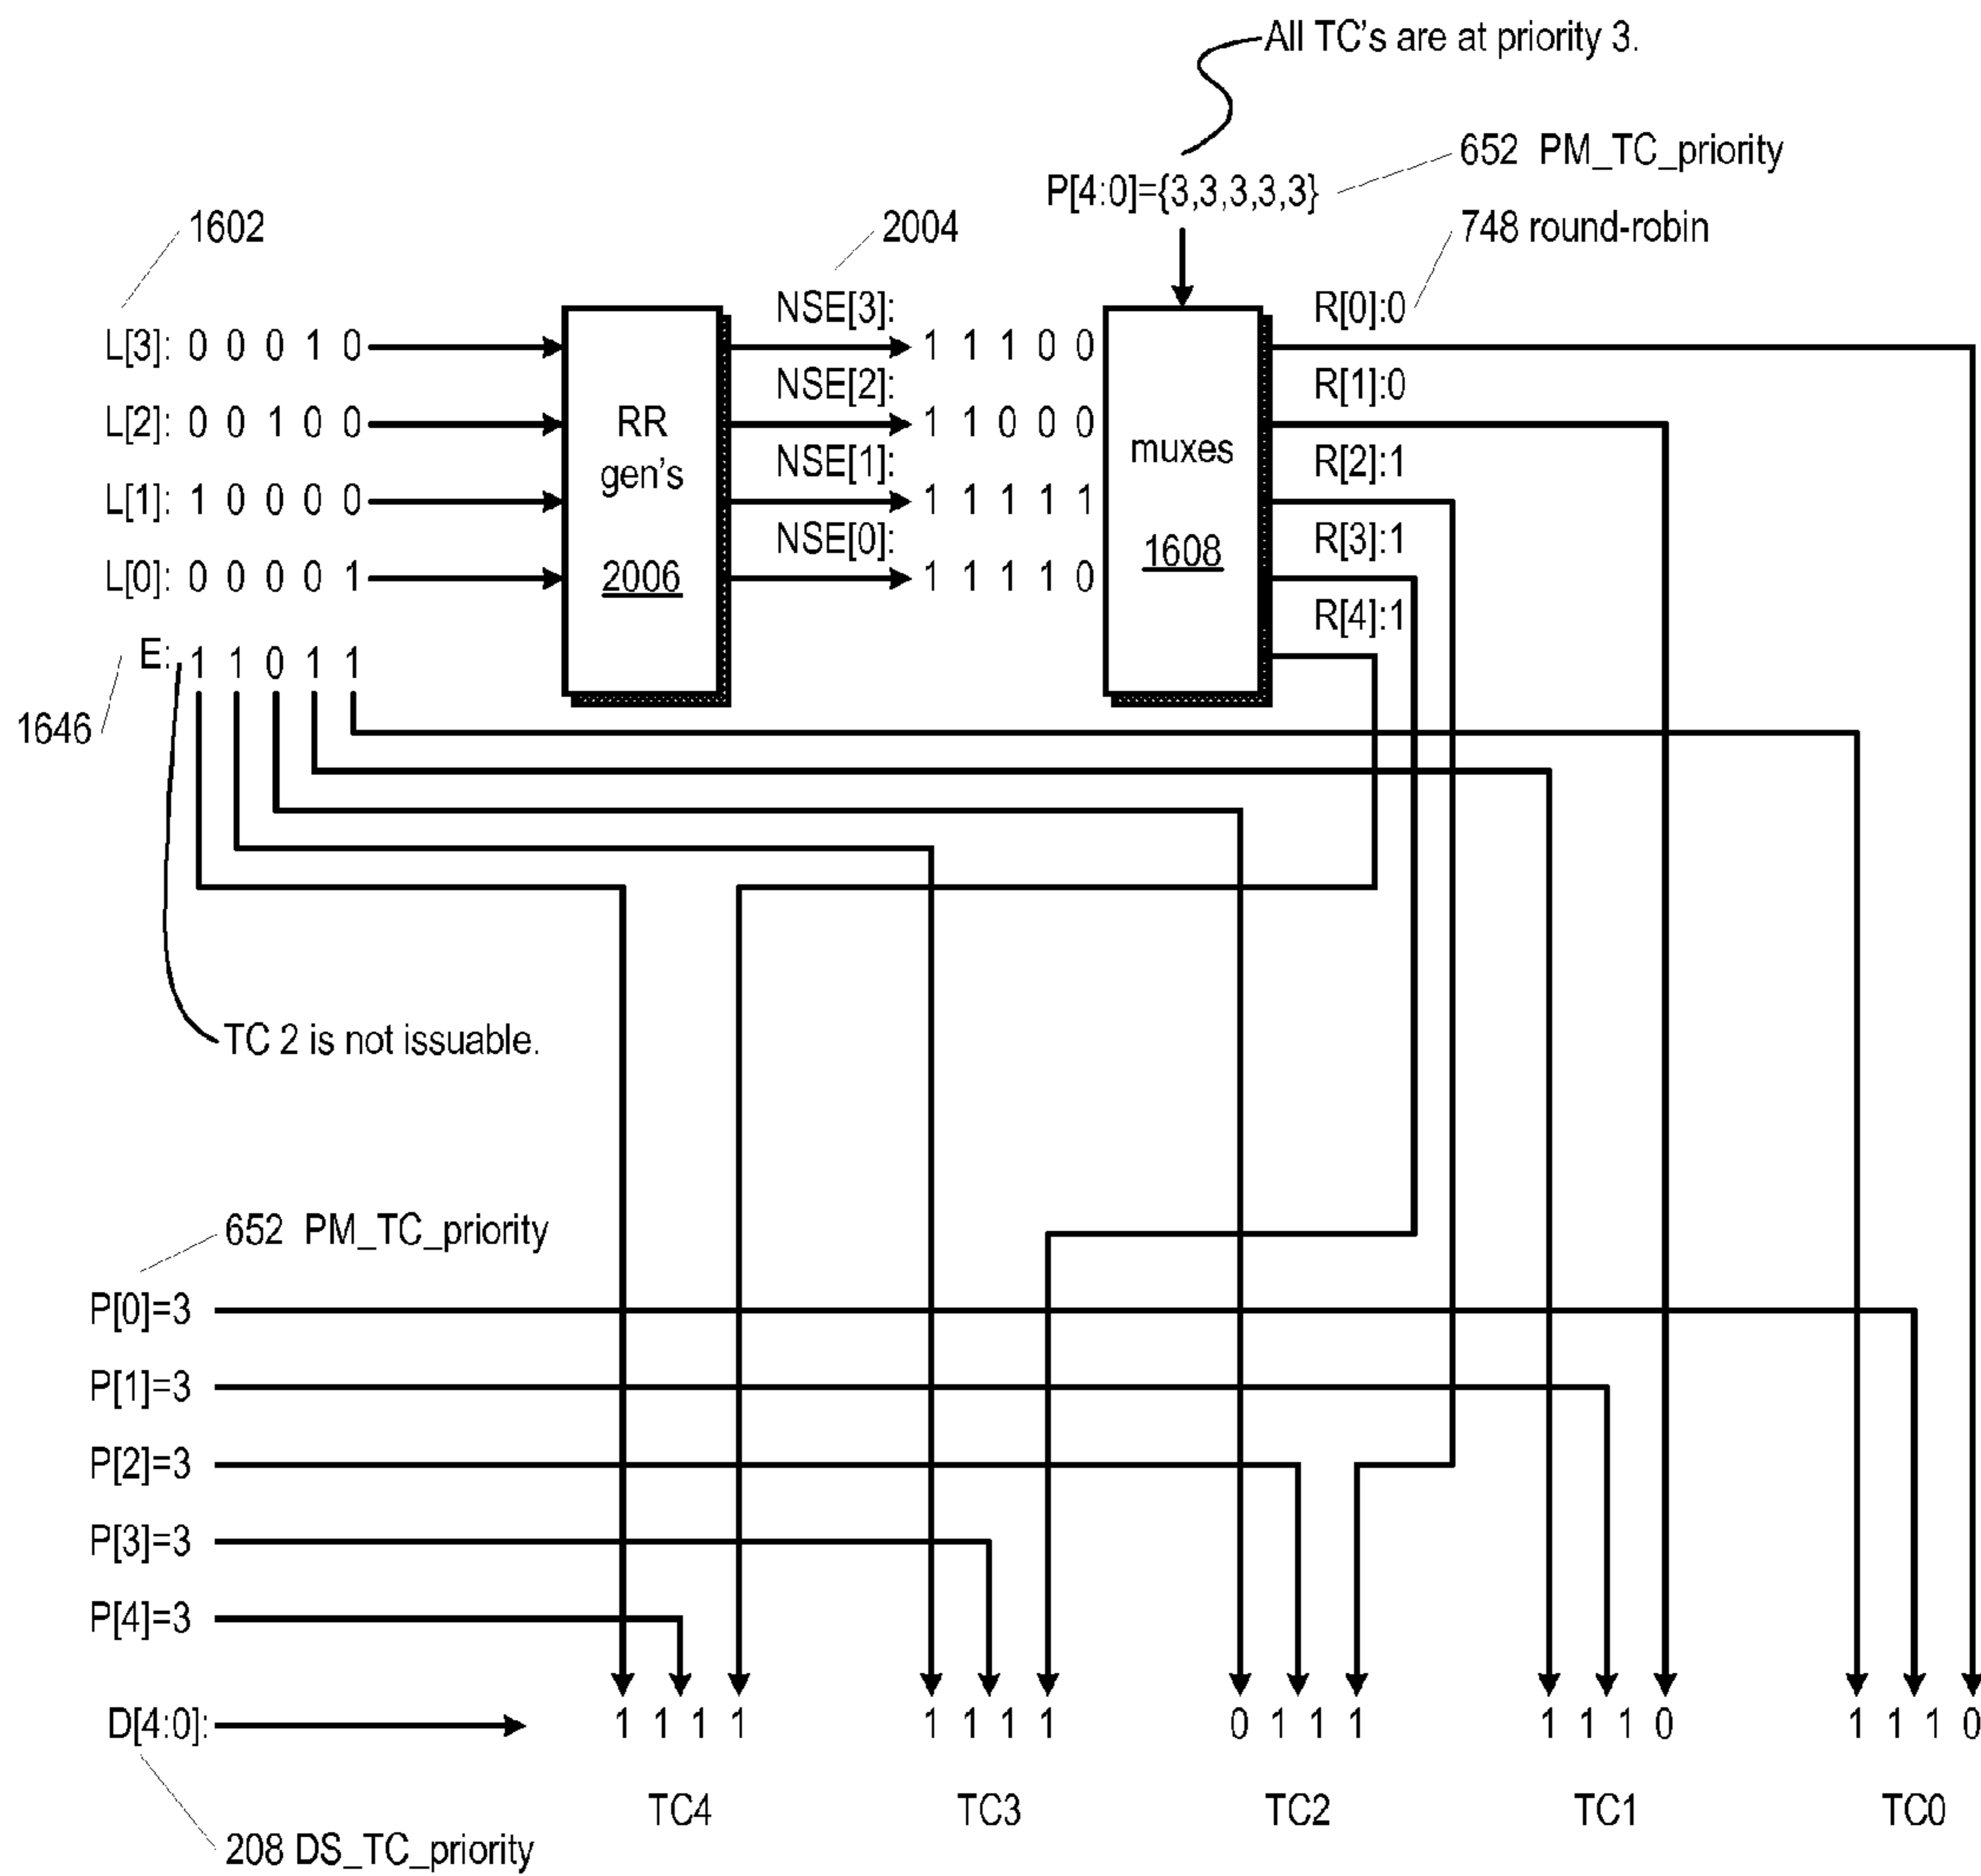 All TC's are at priority 3.
652 PM_TC_priority
P[4:0]={3,3,3,3,3}
1602
2004
748 round-robin
NSE[3]:
R[0]:0
L[3]: 0 0 0 1 0
1 1 1 0 0
NSE[2]:
R[1]:0
L[2]: 0 0 1 0 0
RR
gen's
2006
1 1 0 0 0
muxes
1608
NSE[1]:
R[2]:1
L[1]: 1 0 0 0 0
1 1 1 1 1
NSE[0]:
R[3]:1
L[0]: 0 0 0 0 1
1 1 1 1 0
R[4]:1
E: 1 1 0 1 1
1646
TC 2 is not issuable.
652 PM_TC_priority
P[0]=3
P[1]=3
P[2]=3
P[3]=3
P[4]=3
D[4:0]: 1 1 1 1 1 1 1 1 0 1 1 1 1 1 1 0 1 1 1 0
TC4 TC3 TC2 TC1 TC0
208 DS_TC_priority